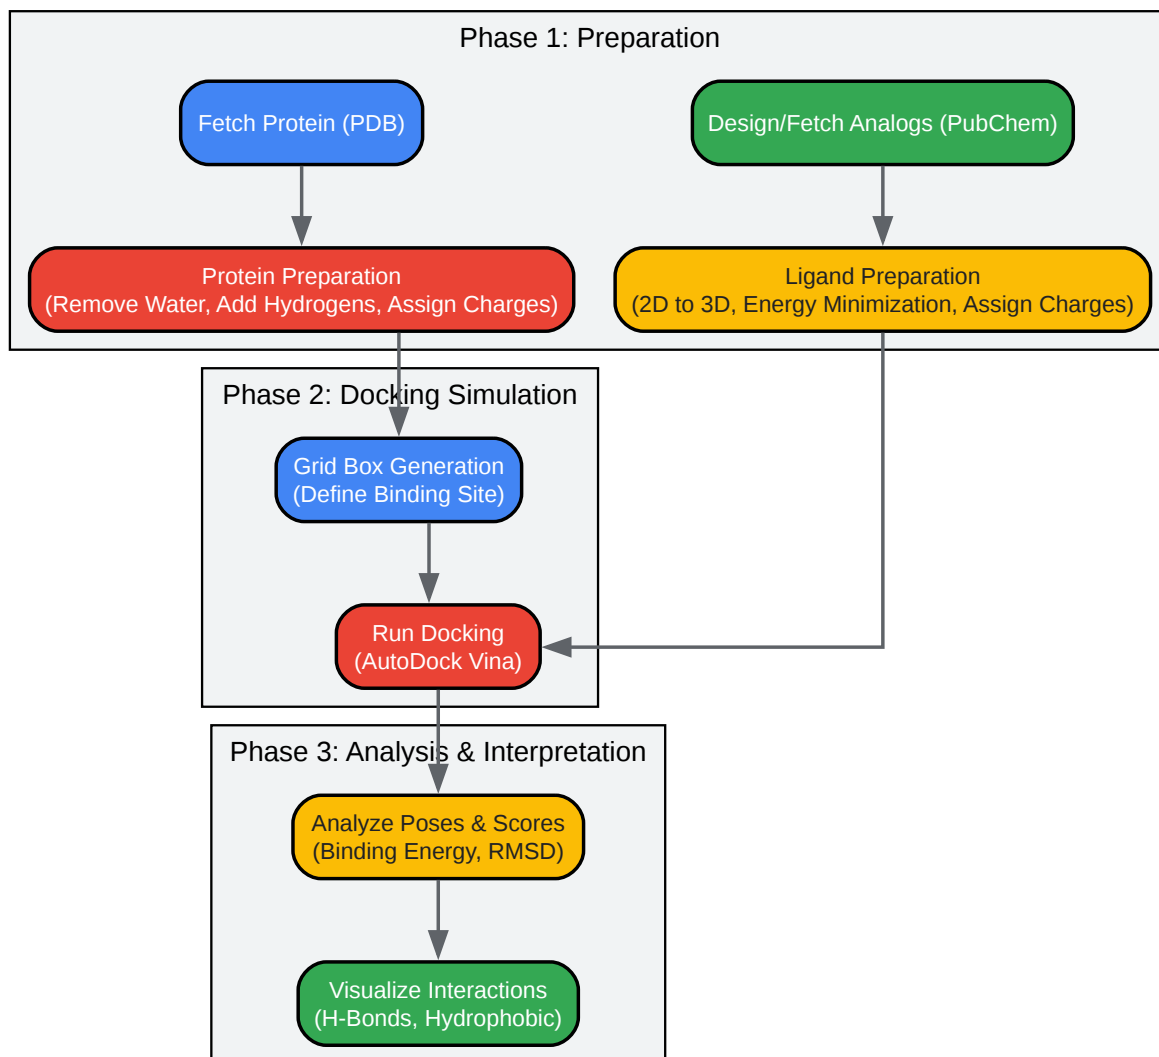 Phase 1: Preparation
Fetch Protein (PDB)
Design/Fetch Analogs (PubChem)
Protein Preparation
(Remove Water, Add Hydrogens, Assign Charges)
Ligand Preparation
(2D to 3D, Energy Minimization, Assign Charges)
Phase 2: Docking Simulation
Grid Box Generation
(Define Binding Site)
Run Docking
(AutoDock Vina)
Phase 3: Analysis & Interpretation
Analyze Poses & Scores
(Binding Energy, RMSD)
Visualize Interactions
(H-Bonds, Hydrophobic)